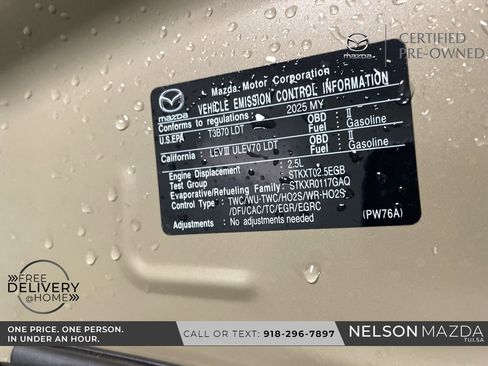 mazda
CERTIFIED
PRE-OWNED
mazda
Mazda Motor Corporation
VEHICLE EMISSION CONTROL INFORMATION
Conforms to regulations: 2025 MY
U.S.EPA : T3B70 LDT OBD : II
Fuel : Gasoline
California : LEVIII ULEV70 LDT OBD : II
Fuel : Gasoline
Engine Displacement : 2.5L
Test Group : STKXT02.5EGB
Evaporative/Refueling Family: STKXR0117GAQ
Control Type : TWC/WU-TWC/HO2S/WR-HO2S
/DFI/CAC/TC/EGR/EGRC
Adjustments : No adjustments needed
(PW76A)
FREE
DELIVERY
@HOME
ONE PRICE. ONE PERSON.
IN UNDER AN HOUR.
CALL OR TEXT: 918-296-7897
NELSON MAZDA
TULSA